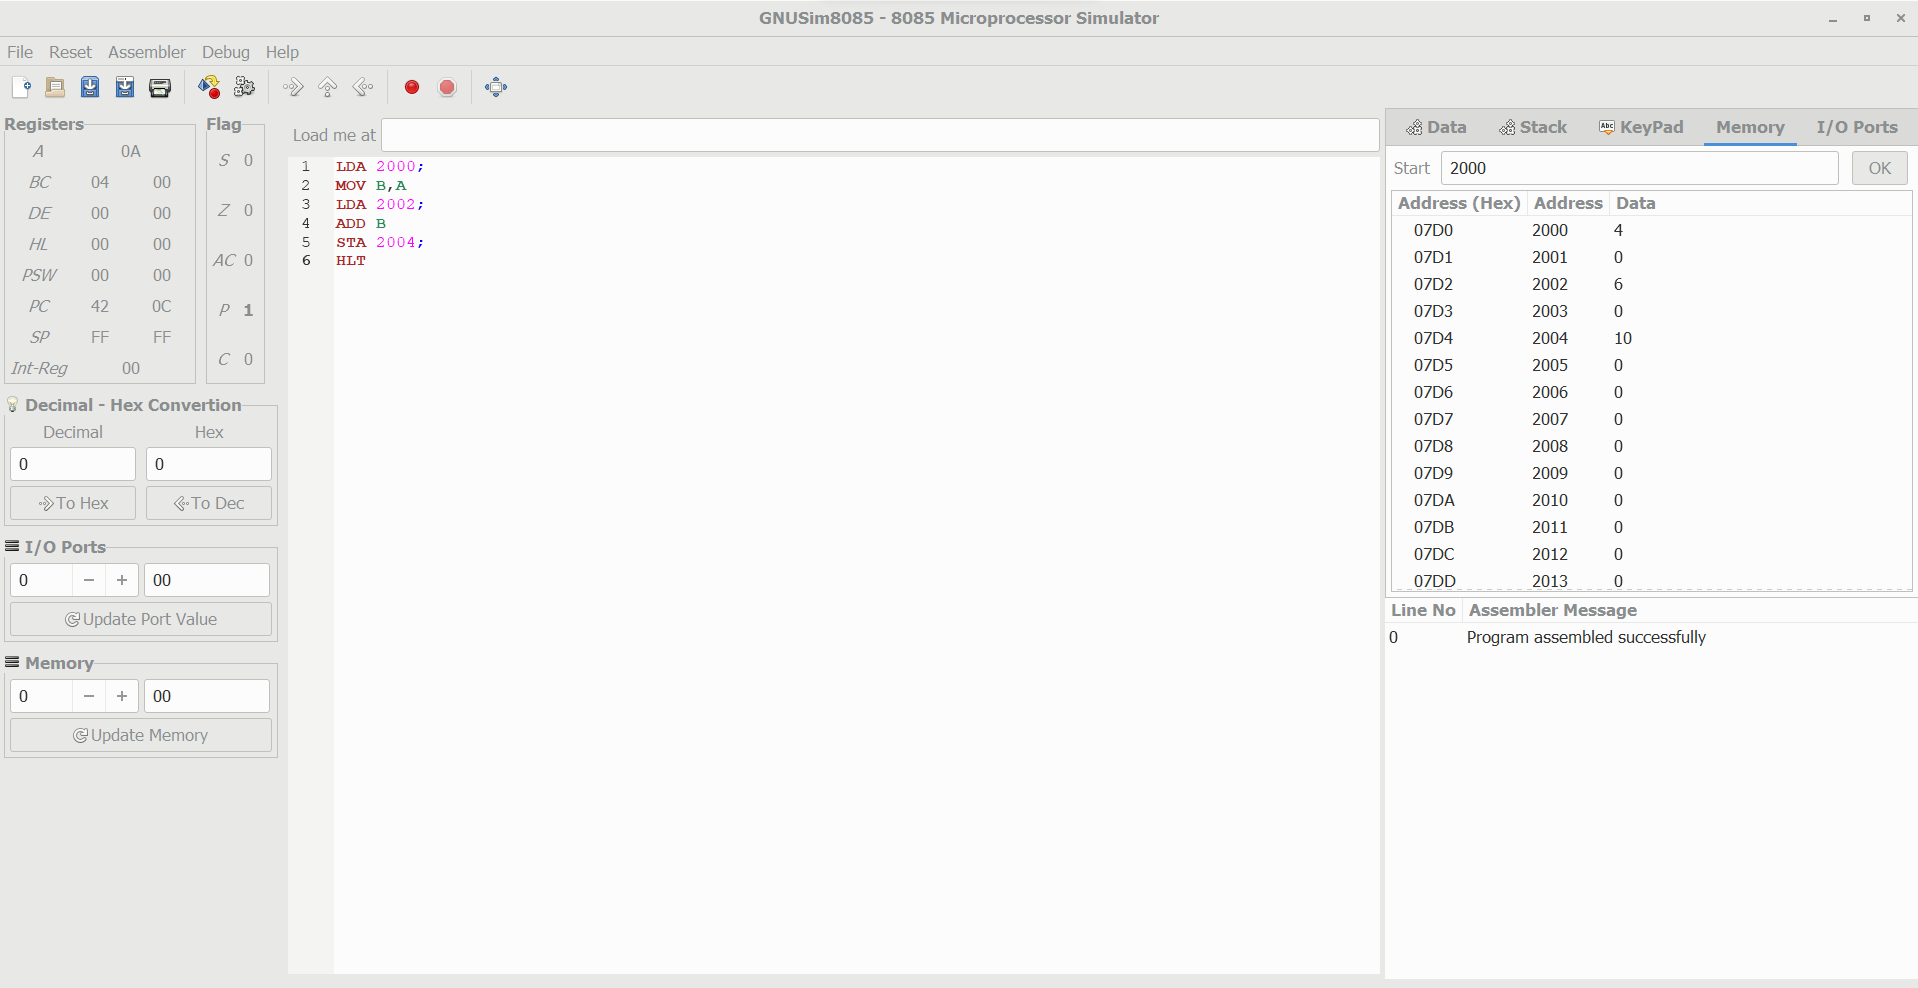 GNUSim8085 - 8085 Microprocessor Simulator
File Reset Assembler Debug Help
Registers
A 0A
BC 04 00
DE 00 00
HL 00 00
PSW 00 00
PC 42 0C
SP FF FF
Int-Reg 00
Flag
S 0
Z 0
AC 0
P 1
C 0
Decimal - Hex Convertion
Decimal Hex
0 0
To Hex To Dec
I/O Ports
0 − + 00
Update Port Value
Memory
0 − + 00
Update Memory
Load me at
1 LDA 2000;
2 MOV B,A
3 LDA 2002;
4 ADD B
5 STA 2004;
6 HLT
Data Stack Abc KeyPad Memory I/O Ports
Start 2000 OK
Address (Hex) Address Data
07D0 2000 4
07D1 2001 0
07D2 2002 6
07D3 2003 0
07D4 2004 10
07D5 2005 0
07D6 2006 0
07D7 2007 0
07D8 2008 0
07D9 2009 0
07DA 2010 0
07DB 2011 0
07DC 2012 0
07DD 2013 0
Line No Assembler Message
0 Program assembled successfully